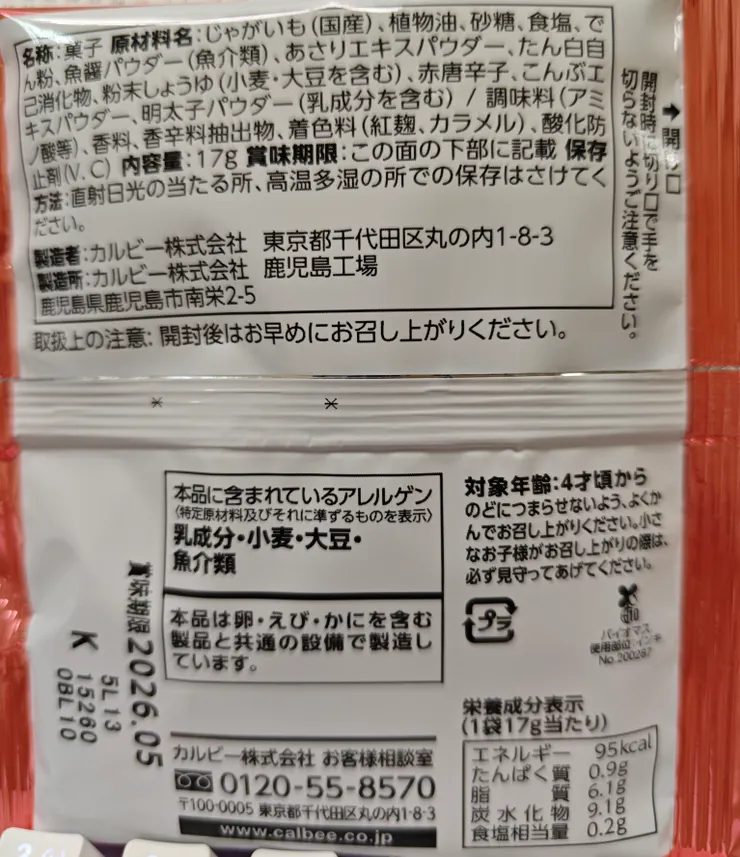 名称:菓子 原材料名:じゃがいも(国産)、植物油、砂糖、食塩、で
ん粉、魚醤パウダー(魚介類)、あさりエキスパウダー、たん白自
己消化物、粉末しょうゆ(小麦・大豆を含む)、赤唐辛子、こんぶエ
キスパウダー、明太子パウダー(乳成分を含む) / 調味料(アミ
ノ酸等)、香料、香辛料抽出物、着色料(紅麹、カラメル)、酸化防
止剤(V.C) 内容量:17g 賞味期限:この面の下部に記載 保存
方法:直射日光の当たる所、高温多湿の所での保存はさけてく
ださい。
製造者:カルビー株式会社 東京都千代田区丸の内1-8-3
製造所:カルビー株式会社 鹿児島工場
鹿児島県鹿児島市南栄2-5
取扱上の注意: 開封後はお早めにお召し上がりください。
➡開け口
開封時に切り口で手を
切らないようご注意ください。
本品に含まれているアレルゲン
(特定原材料及びそれに準ずるものを表示)
乳成分・小麦・大豆・
魚介類
本品は卵・えび・かにを含む
製品と共通の設備で製造し
ています。
賞味期限 2026.05
5L 13
K 15260
0BL10
カルビー株式会社 お客様相談室
0120-55-8570
〒100-0005 東京都千代田区丸の内1-8-3
www.calbee.co.jp
対象年齢:4才頃から
のどにつまらせないよう、よくか
んでお召し上がりください。小さ
なお子様がお召し上がりの際は、
必ず見守ってあげてください。
プラ
バイオマス
使用部位:インキ
No.200287
栄養成分表示
(1袋17g当たり)
エネルギー 95kcal
たんぱく質 0.9g
脂質 6.1g
炭水化物 9.1g
食塩相当量 0.2g